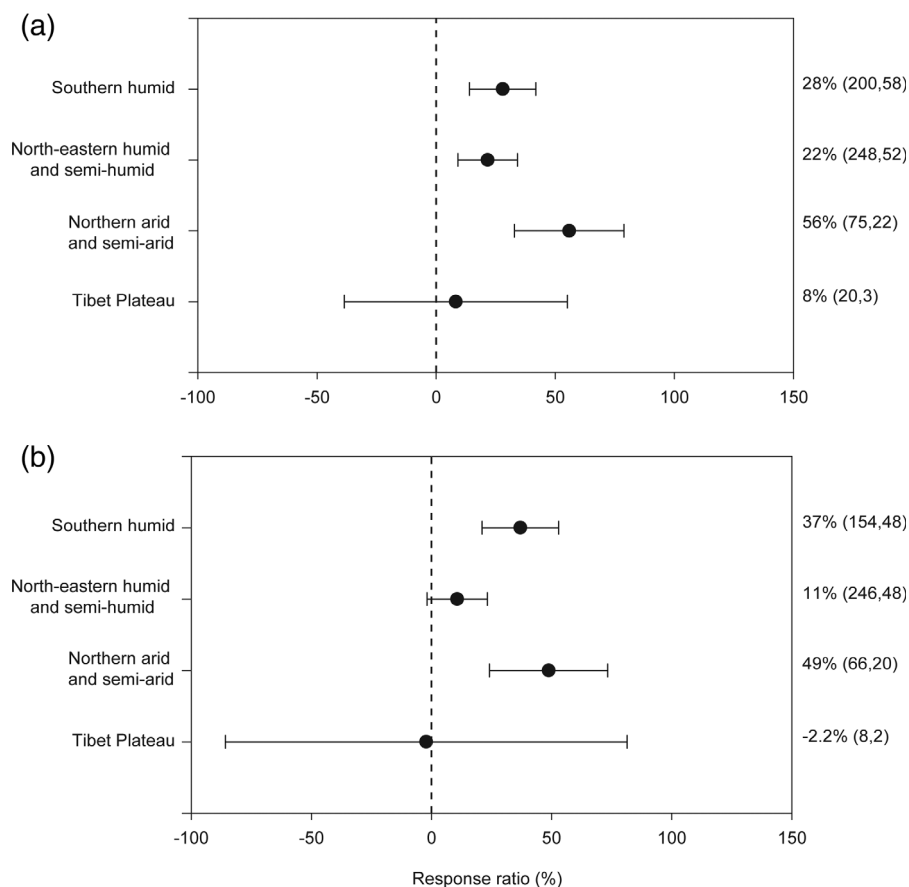 (a)
Southern humid
28% (200,58)
North-eastern humid
and semi-humid
22% (248,52)
Northern arid
and semi-arid
56% (75,22)
Tibet Plateau
8% (20,3)
-100 -50 0 50 100 150
(b)
Southern humid
37% (154,48)
North-eastern humid
and semi-humid
11% (246,48)
Northern arid
and semi-arid
49% (66,20)
Tibet Plateau
-2.2% (8,2)
-100 -50 0 50 100 150
Response ratio (%)